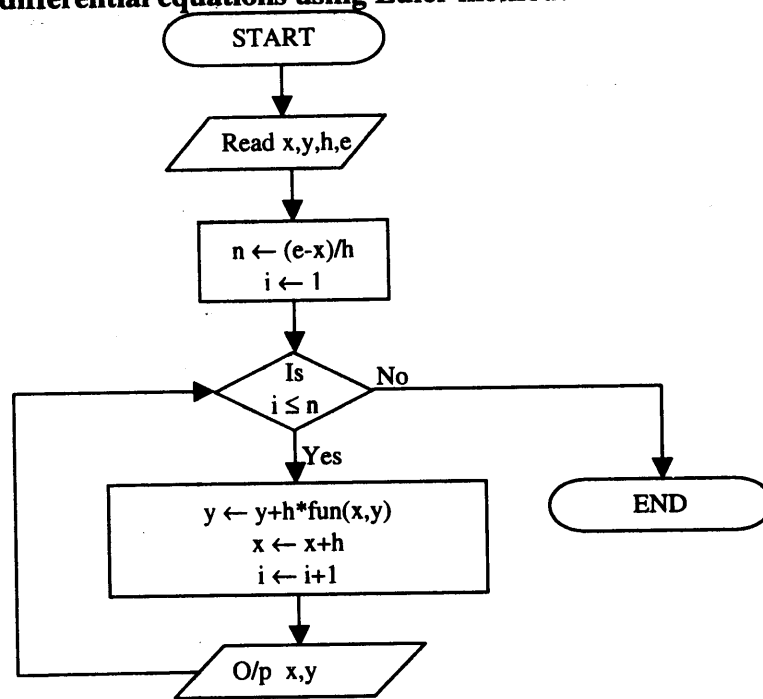 differential equations using Euler method.
START
Read x,y,h,e
n ← (e-x)/h
i ← 1
Is
i ≤ n
No
Yes
y ← y+h*fun(x,y)
x ← x+h
i ← i+1
END
O/p x,y